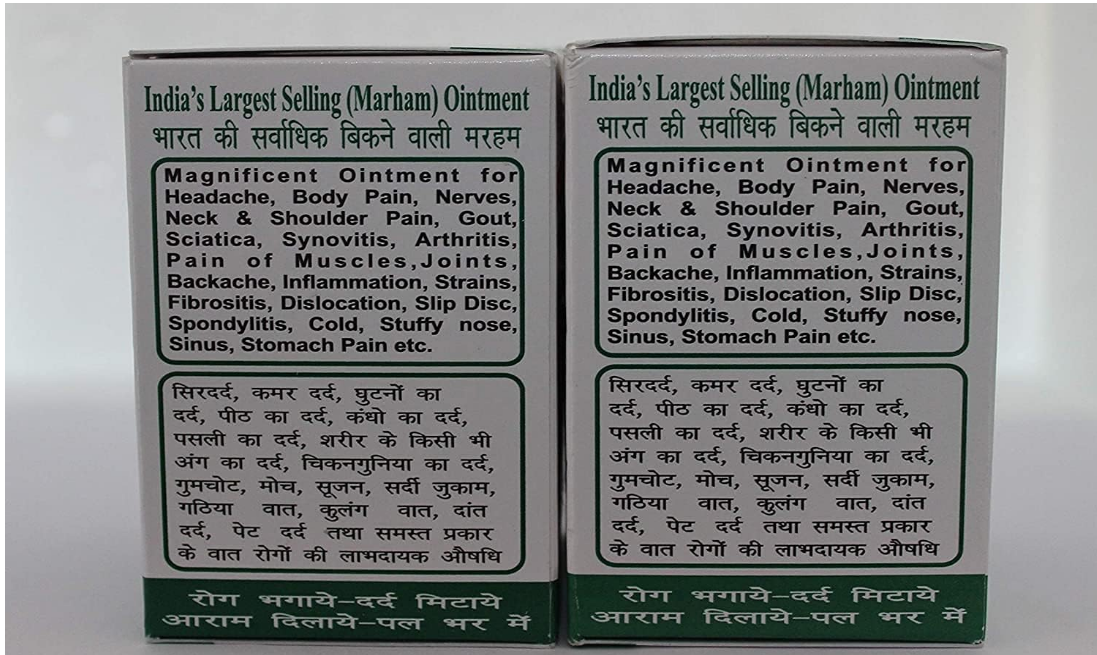 India's Largest Selling (Marham) Ointment
भारत की सर्वाधिक बिकने वाली मरहम
Magnificent Ointment for
Headache, Body Pain, Nerves,
Neck & Shoulder Pain, Gout,
Sciatica, Synovitis, Arthritis,
Pain of Muscles,Joints,
Backache, Inflammation, Strains,
Fibrositis, Dislocation, Slip Disc,
Spondylitis, Cold, Stuffy nose,
Sinus, Stomach Pain etc.
सिरदर्द, कमर दर्द, घुटनों का
दर्द, पीठ का दर्द, कंधो का दर्द,
पसली का दर्द, शरीर के किसी भी
अंग का दर्द, चिकनगुनिया का दर्द,
गुमचोट, मोच, सूजन, सर्दी जुकाम,
गठिया वात, कुलंग वात, दांत
दर्द, पेट दर्द तथा समस्त प्रकार
के वात रोगों की लाभदायक औषधि
रोग भगाये-दर्द मिटाये
आराम दिलाये-पल भर में
India's Largest Selling (Marham) Ointment
भारत की सर्वाधिक बिकने वाली मरहम
Magnificent Ointment for
Headache, Body Pain, Nerves,
Neck & Shoulder Pain, Gout,
Sciatica, Synovitis, Arthritis,
Pain of Muscles,Joints,
Backache, Inflammation, Strains,
Fibrositis, Dislocation, Slip Disc,
Spondylitis, Cold, Stuffy nose,
Sinus, Stomach Pain etc.
सिरदर्द, कमर दर्द, घुटनों का
दर्द, पीठ का दर्द, कंधो का दर्द,
पसली का दर्द, शरीर के किसी भी
अंग का दर्द, चिकनगुनिया का दर्द,
गुमचोट, मोच, सूजन, सर्दी जुकाम,
गठिया वात, कुलंग वात, दांत
दर्द, पेट दर्द तथा समस्त प्रकार
के वात रोगों की लाभदायक औषधि
रोग भगाये-दर्द मिटाये
आराम दिलाये-पल भर में